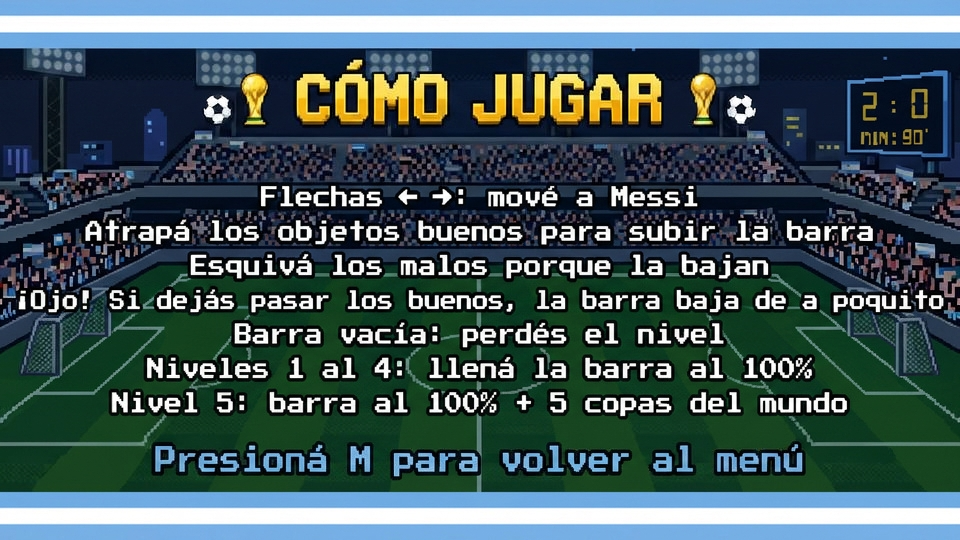 CÓMO JUGAR
2:0
MIN:90'
Flechas ← →: mové a Messi
Atrapá los objetos buenos para subir la barra
Esquivá los malos porque la bajan
¡Ojo! Si dejás pasar los buenos, la barra baja de a poquito
Barra vacía: perdés el nivel
Niveles 1 al 4: llená la barra al 100%
Nivel 5: barra al 100% + 5 copas del mundo
Presioná M para volver al menú